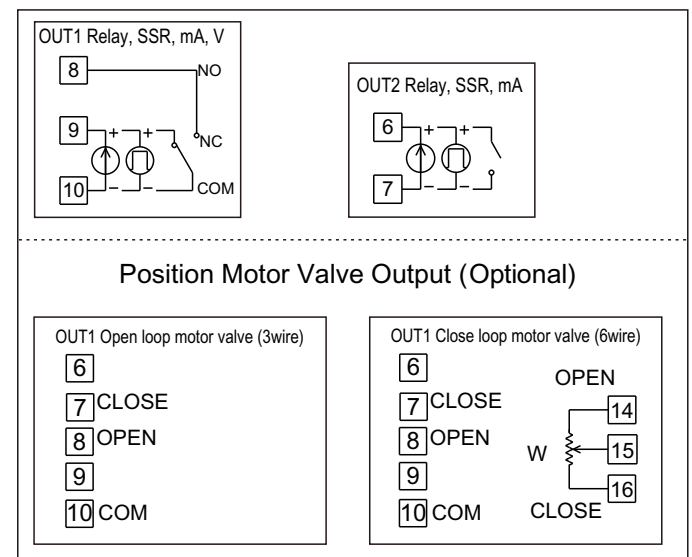 OUT1 Relay, SSR, mA, V
8 NO
9 + + NC
10 - - COM
OUT2 Relay, SSR, mA
6 + +
7 - -
Position Motor Valve Output (Optional)
OUT1 Open loop motor valve (3wire)
6
7 CLOSE
8 OPEN
9
10 COM
OUT1 Close loop motor valve (6wire)
6
7 CLOSE
8 OPEN
9
10 COM
OPEN
14
W 15
16
CLOSE